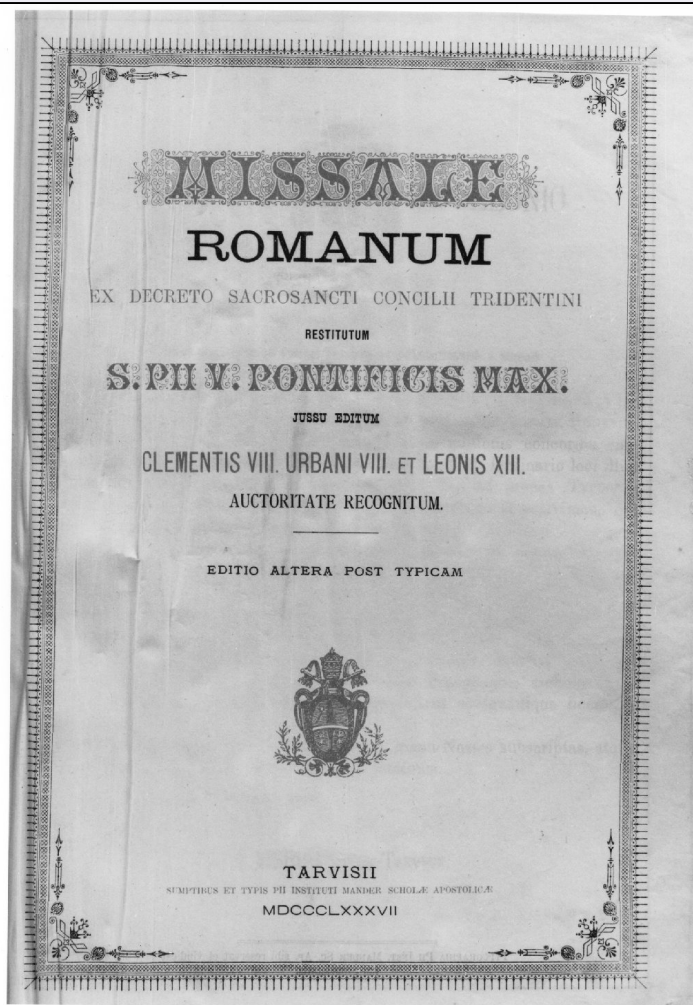 MISSALE
ROMANUM
EX DECRETO SACROSANCTI CONCILII TRIDENTINI
RESTITUTUM
S. PII V. PONTIFICIS MAX.
JUSSU EDITUM
CLEMENTIS VIII. URBANI VIII. ET LEONIS XIII.
AUCTORITATE RECOGNITUM.
EDITIO ALTERA POST TYPICAM
TARVISII
SUMPTIBUS ET TYPIS PII INSTITUTI MANDER SCHOLÆ APOSTOLICÆ
MDCCCLXXXVII